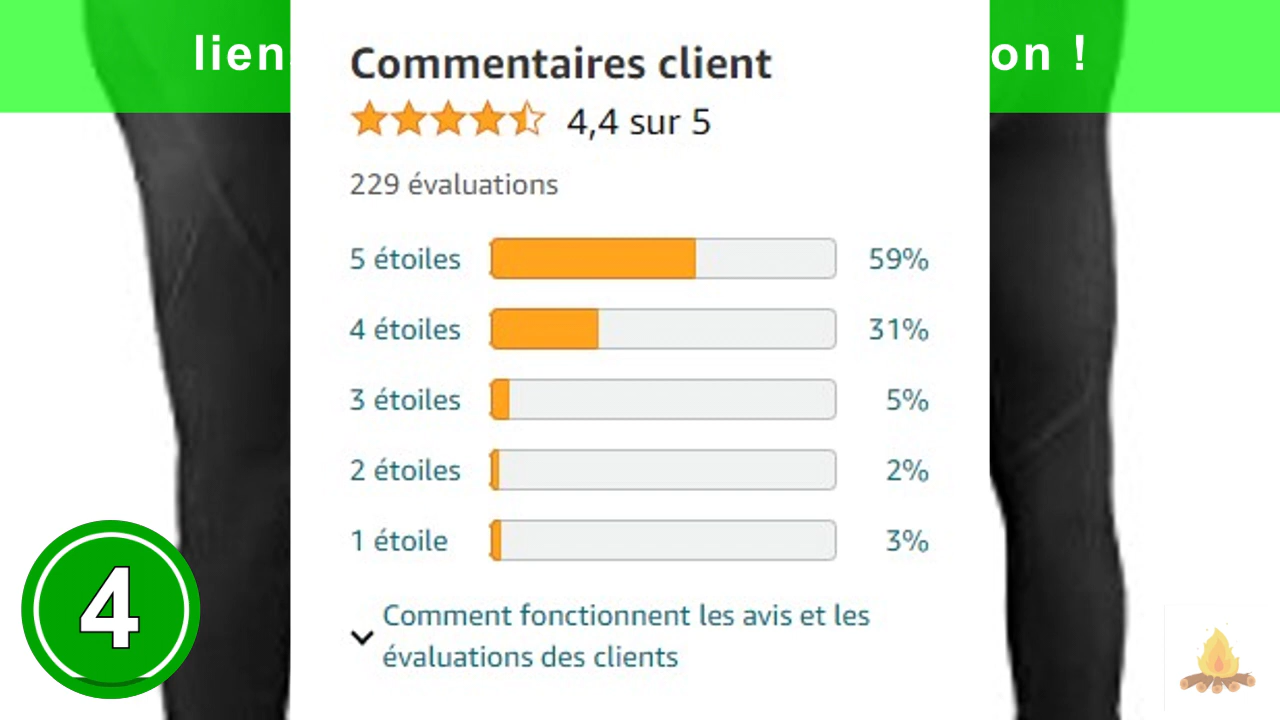 lien
on !
Commentaires client
4,4 sur 5
229 évaluations
5 étoiles 59%
4 étoiles 31%
3 étoiles 5%
2 étoiles 2%
1 étoile 3%
Comment fonctionnent les avis et les
évaluations des clients
4